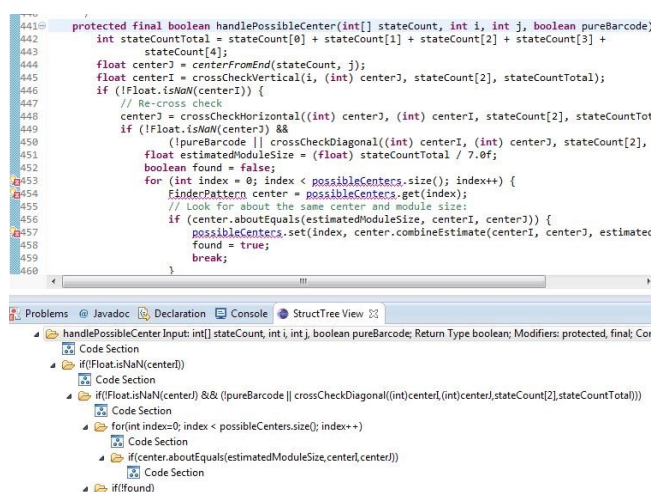 441 protected final boolean handlePossibleCenter(int[] stateCount, int i, int j, boolean pureBarcode)
442 int stateCountTotal = stateCount[0] + stateCount[1] + stateCount[2] + stateCount[3] +
443 stateCount[4];
444 float centerJ = centerFromEnd(stateCount, j);
445 float centerI = crossCheckVertical(i, (int) centerJ, stateCount[2], stateCountTotal);
446 if (!Float.isNaN(centerI)) {
447 // Re-cross check
448 centerJ = crossCheckHorizontal((int) centerJ, (int) centerI, stateCount[2], stateCountTot
449 if (!Float.isNaN(centerJ) &&
450 (!pureBarcode || crossCheckDiagonal((int) centerI, (int) centerJ, stateCount[2],
451 float estimatedModuleSize = (float) stateCountTotal / 7.0f;
452 boolean found = false;
453 for (int index = 0; index < possibleCenters.size(); index++) {
454 FinderPattern center = possibleCenters.get(index);
455 // Look for about the same center and module size:
456 if (center.aboutEquals(estimatedModuleSize, centerI, centerJ)) {
457 possibleCenters.set(index, center.combineEstimate(centerI, centerJ, estimated
458 found = true;
459 break;
460 }
Problems @ Javadoc Declaration Console StructTree View
handlePossibleCenter Input: int[] stateCount, int i, int j, boolean pureBarcode; Return Type boolean; Modifiers: protected, final; Cor
Code Section
if(!Float.isNaN(centerI))
Code Section
if(!Float.isNaN(centerJ) && (!pureBarcode || crossCheckDiagonal((int)centerI,(int)centerJ,stateCount[2],stateCountTotal)))
Code Section
for(int index=0; index < possibleCenters.size(); index++)
Code Section
if(center.aboutEquals(estimatedModuleSize,centerI,centerJ))
Code Section
if(!found)